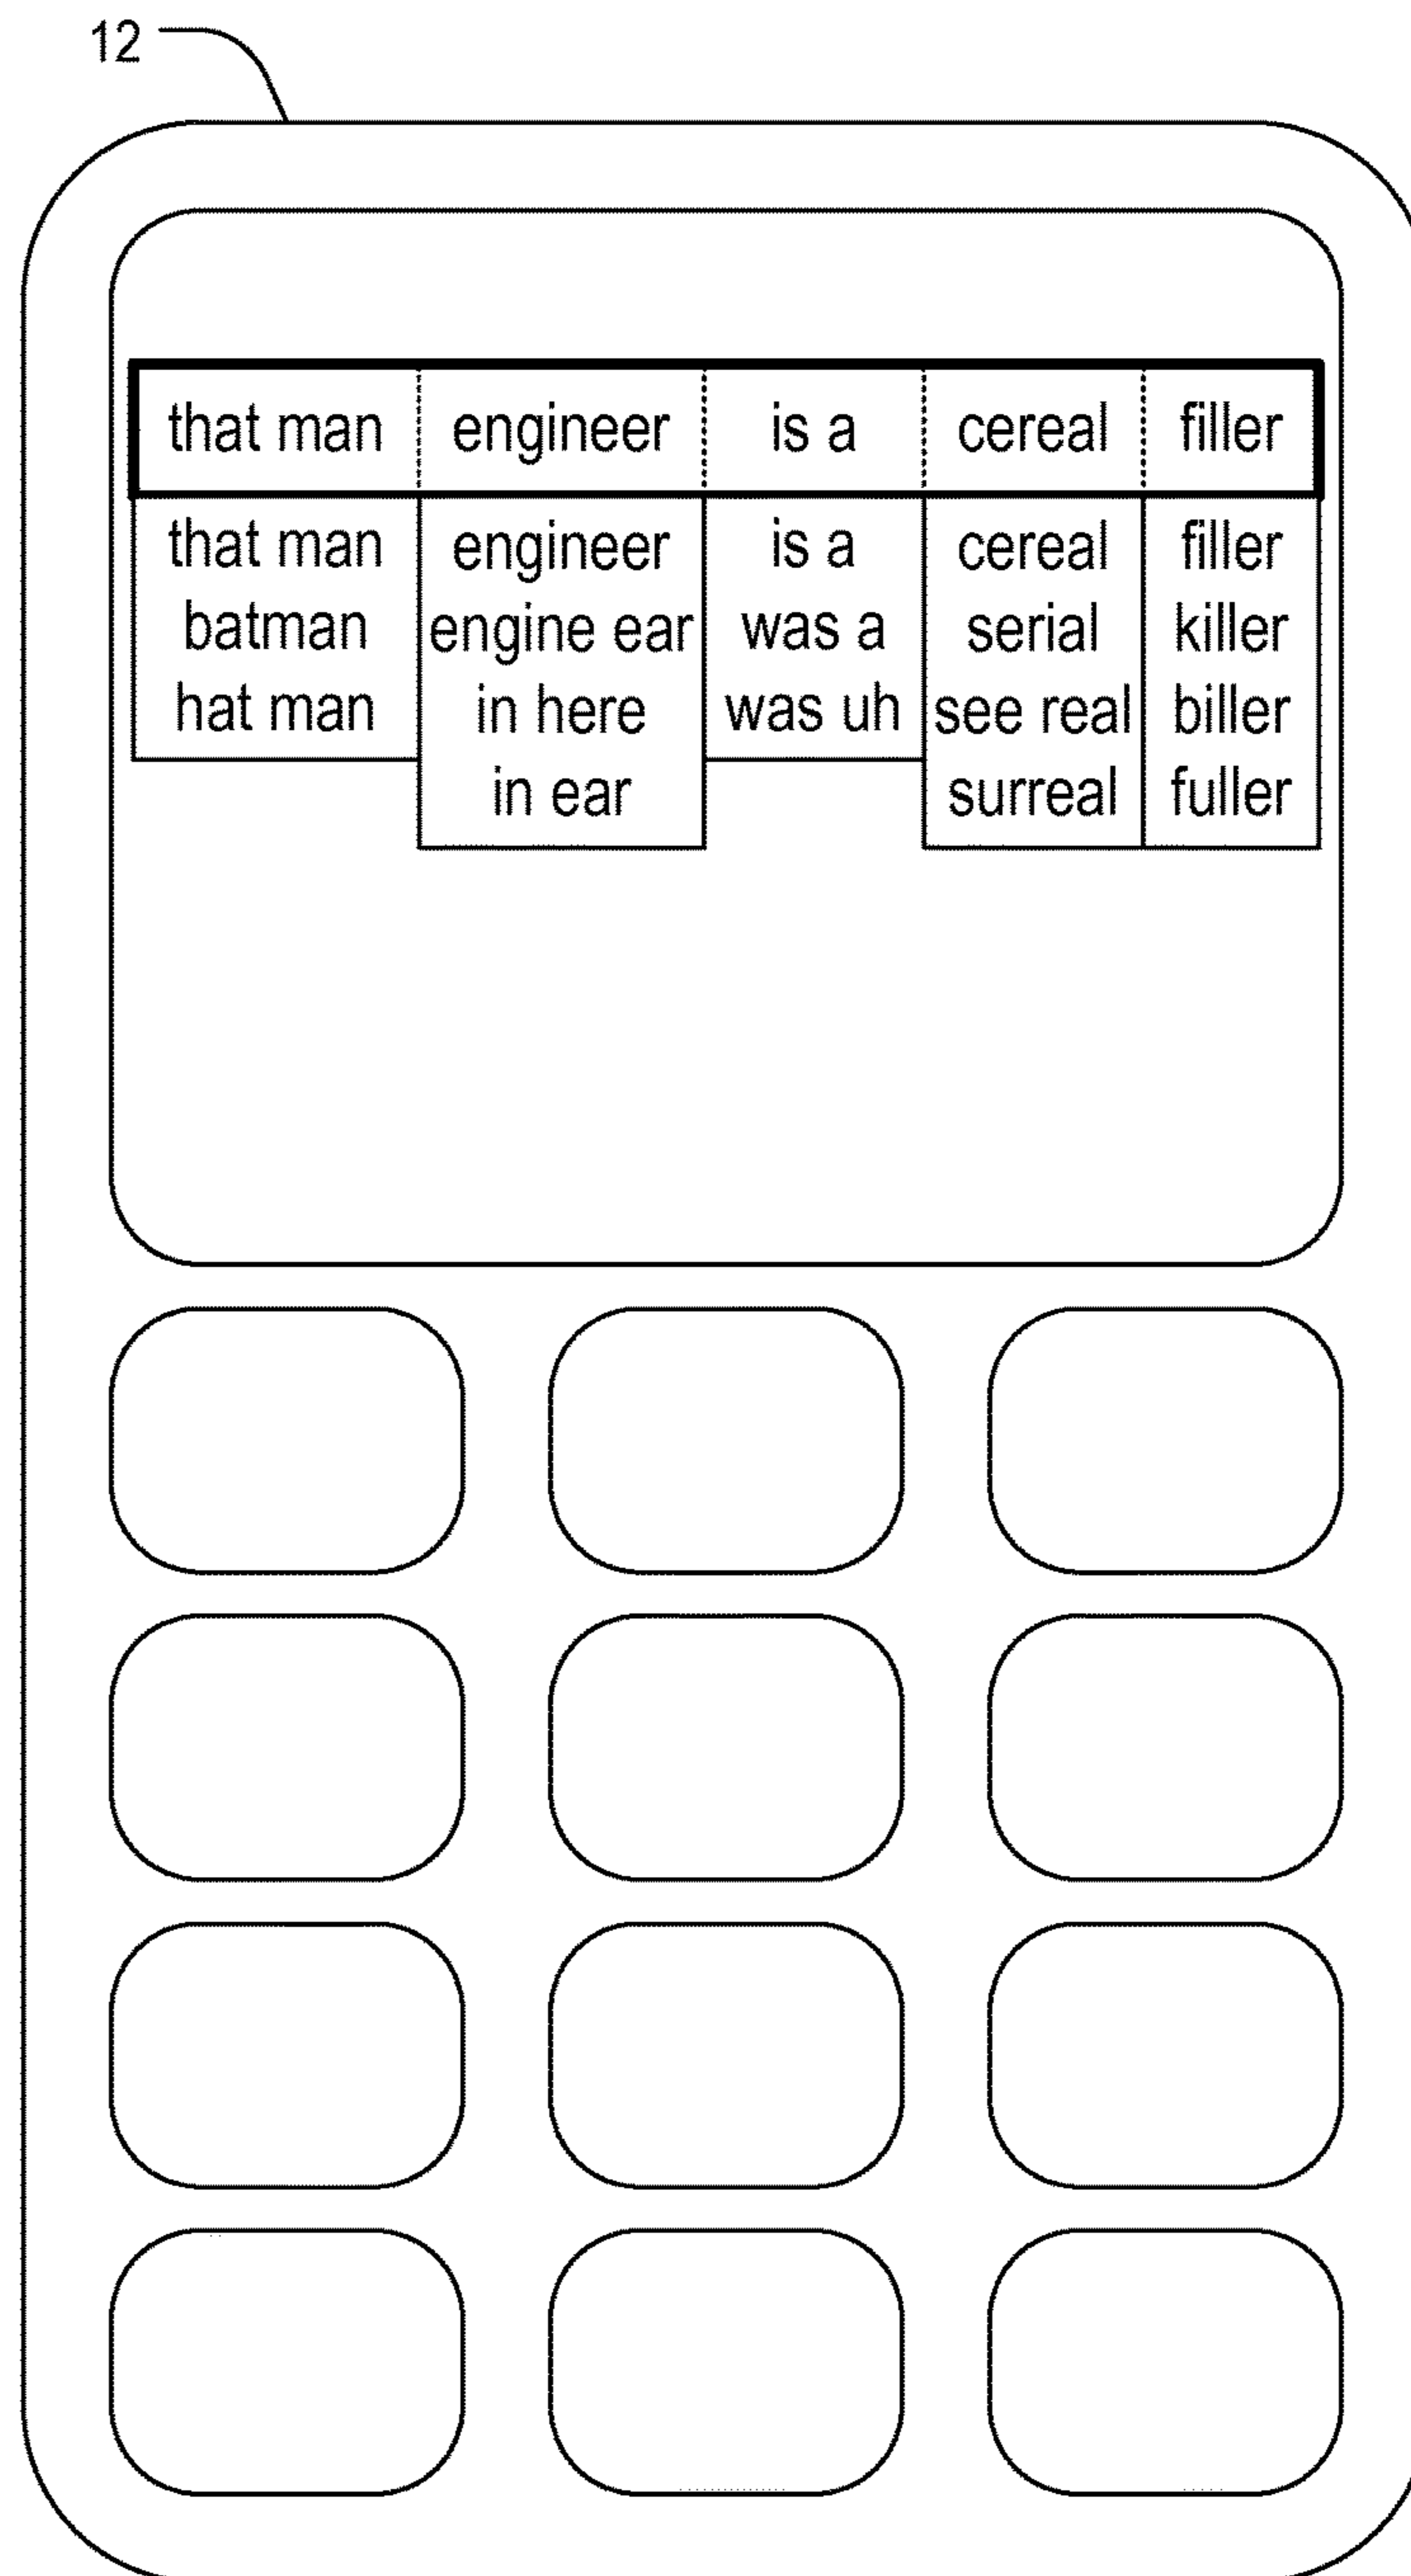 12
that man engineer is a cereal filler
that man engineer is a cereal filler
batman engine ear was a serial killer
hat man in here was uh see real biller
in ear surreal fuller